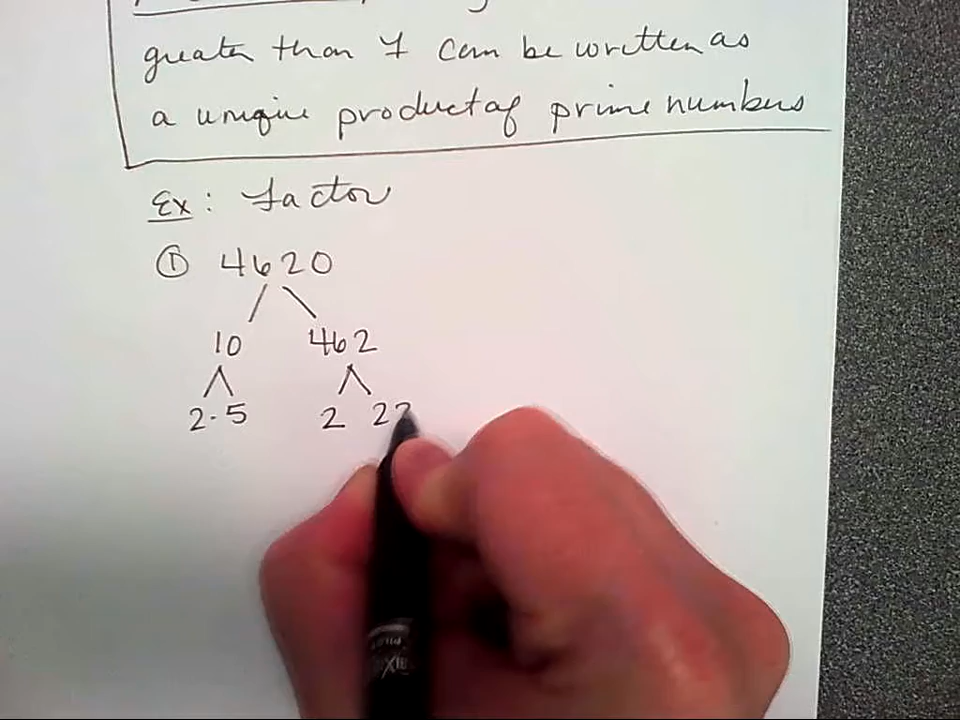 greater than 1 can be written as
a unique product of prime numbers
Ex: Factor
① 4620
10 462
2·5 2 23